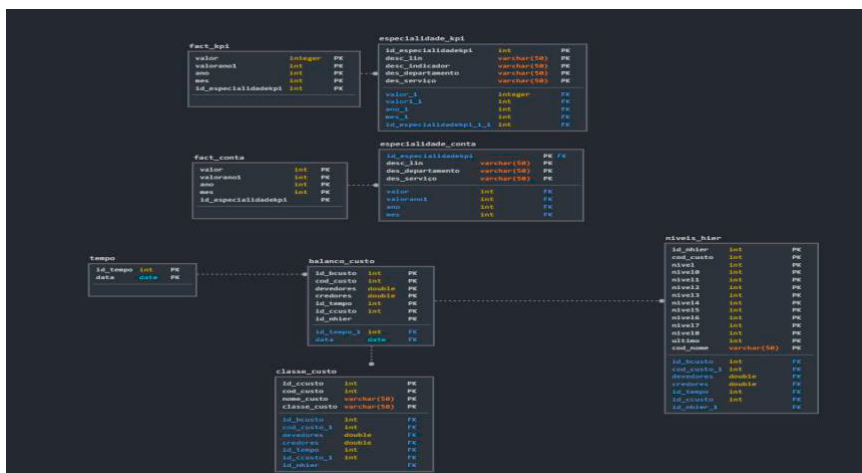 fact_kpi
valor integer PK
valorano1 int PK
ano int PK
mes int PK
id_especialidadekpi int PK
especialidade_kpi
id_especialidadekpi int PK
desc_lin varchar(50) PK
desc_indicador varchar(50) PK
des_departamento varchar(50) PK
des_serviço varchar(50) PK
valor_1 integer FK
valor1_1 int FK
ano_1 int FK
mes_1 int FK
id_especialidadekpi_1_1 int FK
fact_conta
valor int PK
valorano1 int PK
ano int PK
mes int PK
id_especialidadekpi PK
especialidade_conta
id_especialidadekpi PK FK
desc_lin varchar(50) PK
des_departamento varchar(50) PK
des_serviço varchar(50) PK
valor int FK
valorano1 int FK
ano int FK
mes int FK
tempo
id_tempo int PK
data date PK
balanco_custo
id_bcusto int PK
cod_custo int PK
devedores double PK
credores double PK
id_tempo int PK
id_ccusto int PK
id_nhier PK
id_tempo_1 int FK
data date FK
classe_custo
id_ccusto int PK
cod_custo int PK
nome_custo varchar(50) PK
classe_custo varchar(50) PK
id_bcusto int FK
cod_custo_1 int FK
devedores double FK
credores double FK
id_tempo int FK
id_ccusto_1 int FK
id_nhier FK
niveis_hier
id_nhier int PK
cod_custo int PK
nivel int PK
nivel0 int PK
nivel1 int PK
nivel2 int PK
nivel3 int PK
nivel4 int PK
nivel5 int PK
nivel6 int PK
nivel7 int PK
nivel8 int PK
ultimo int PK
cod_nome varchar(50) PK
id_bcusto int FK
cod_custo_1 int FK
devedores double FK
credores double FK
id_tempo int FK
id_ccusto int FK
id_nhier_1 FK